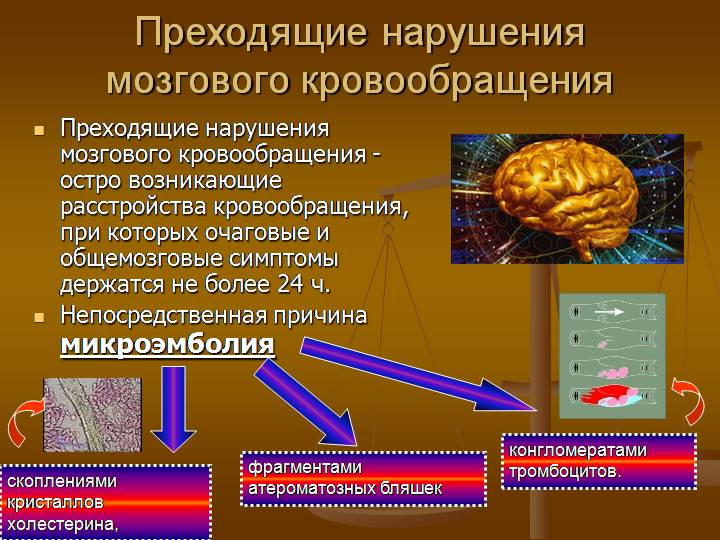 Преходящие нарушения
мозгового кровообращения
Преходящие нарушения
мозгового кровообращения -
остро возникающие
расстройства кровообращения,
при которых очаговые и
общемозговые симптомы
держатся не более 24 ч.
Непосредственная причина
микроэмболия
скоплениями
кристаллов
холестерина,
фрагментами
атероматозных бляшек
конгломератами
тромбоцитов.